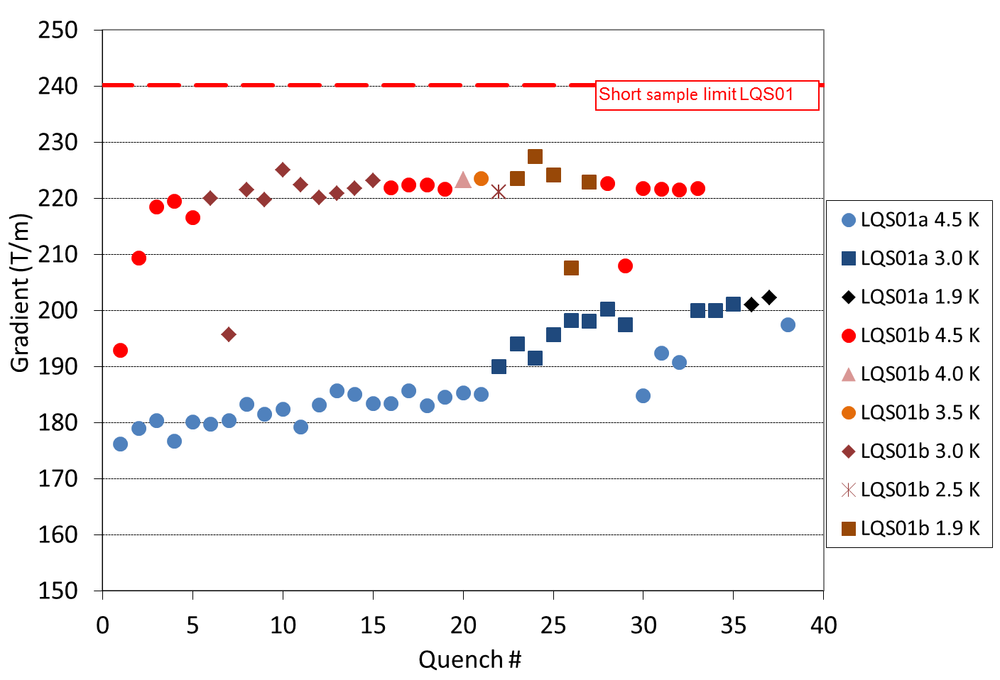 250
240
230
220
210
200
190
180
170
160
150
Gradient (T/m)
Short sample limit LQS01
0 5 10 15 20 25 30 35 40
Quench #
LQS01a 4.5 K
LQS01a 3.0 K
LQS01a 1.9 K
LQS01b 4.5 K
LQS01b 4.0 K
LQS01b 3.5 K
LQS01b 3.0 K
LQS01b 2.5 K
LQS01b 1.9 K